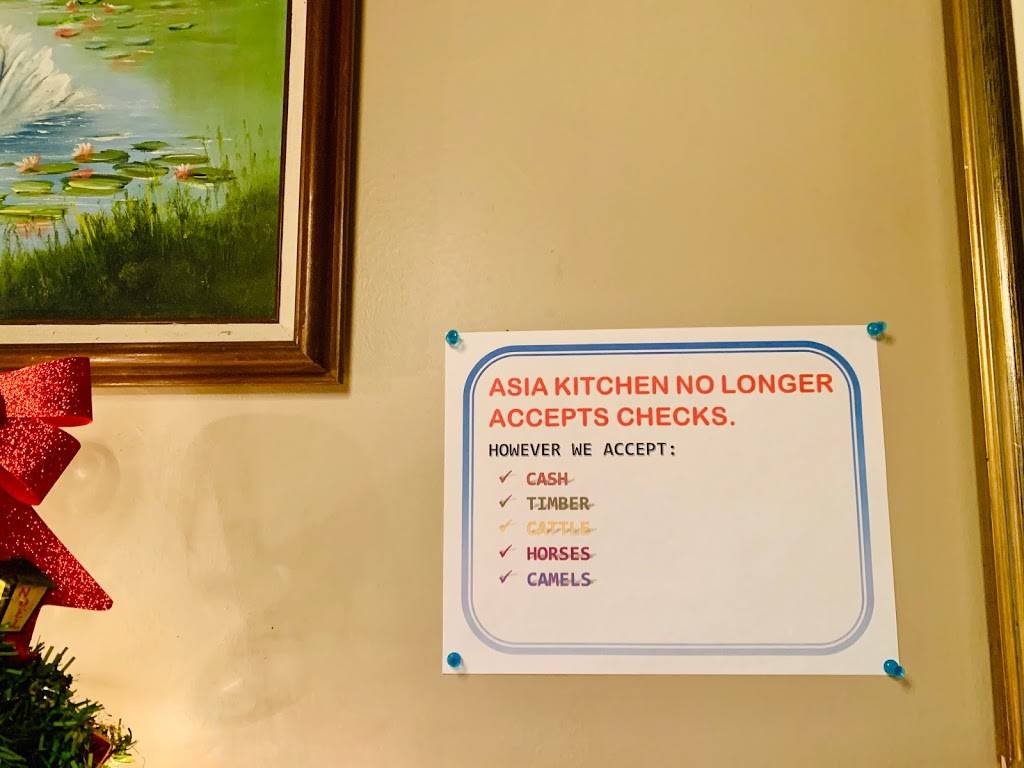 ASIA KITCHEN NO LONGER
ACCEPTS CHECKS.
HOWEVER WE ACCEPT:
✓ CASH
✓ TIMBER
✓ CATTLE
✓ HORSES
✓ CAMELS